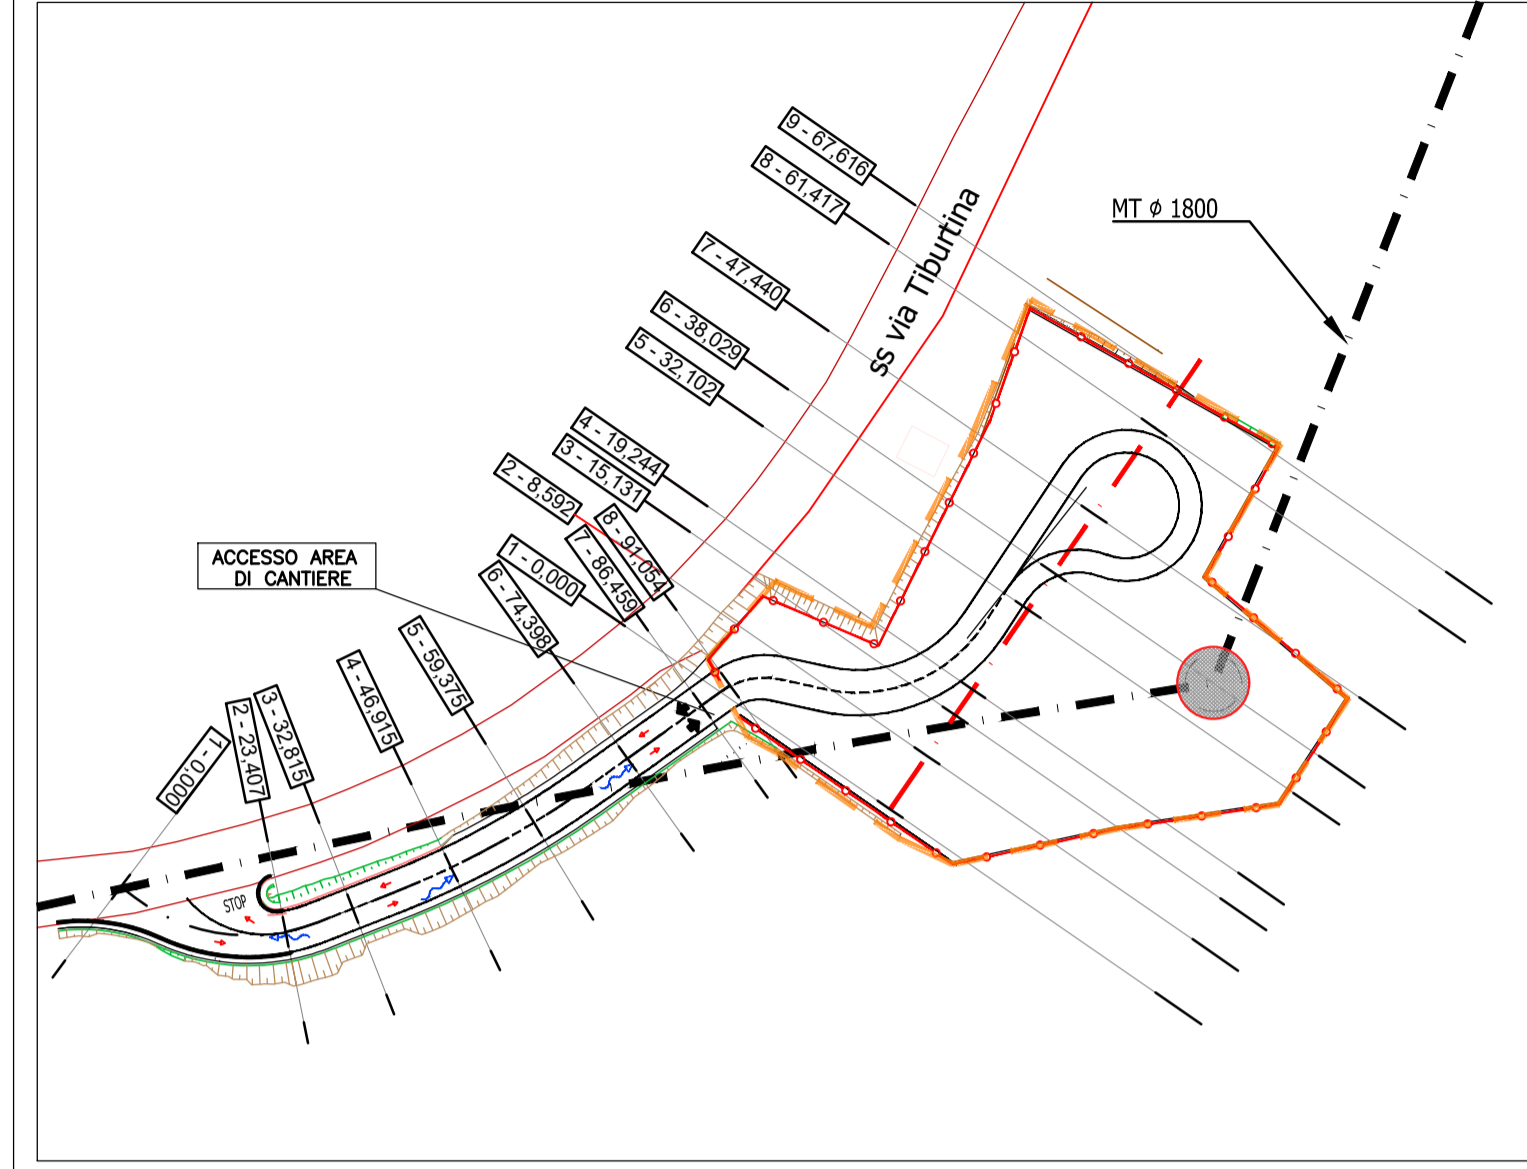 9 - 67,616
8 - 61,417
7 - 47,440
6 - 38,029
5 - 32,102
4 - 19,244
3 - 15,131
2 - 8,592
1 - 0,000
8 - 91,054
7 - 86,459
6 - 74,398
5 - 59,375
4 - 46,915
3 - 32,815
2 - 23,407
1 - 0,000
ss via Tiburtina
MT ϕ 1800
ACCESSO AREA
DI CANTIERE
STOP